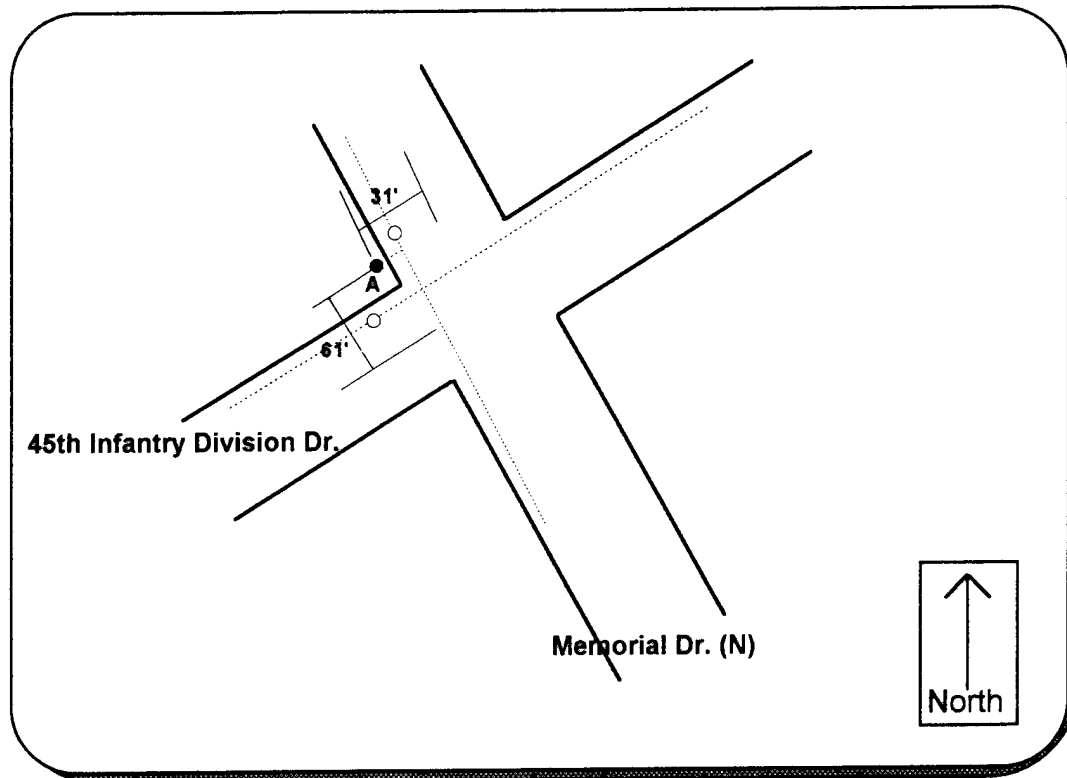 31'
A
61'
45th Infantry Division Dr.
Memorial Dr. (N)
North